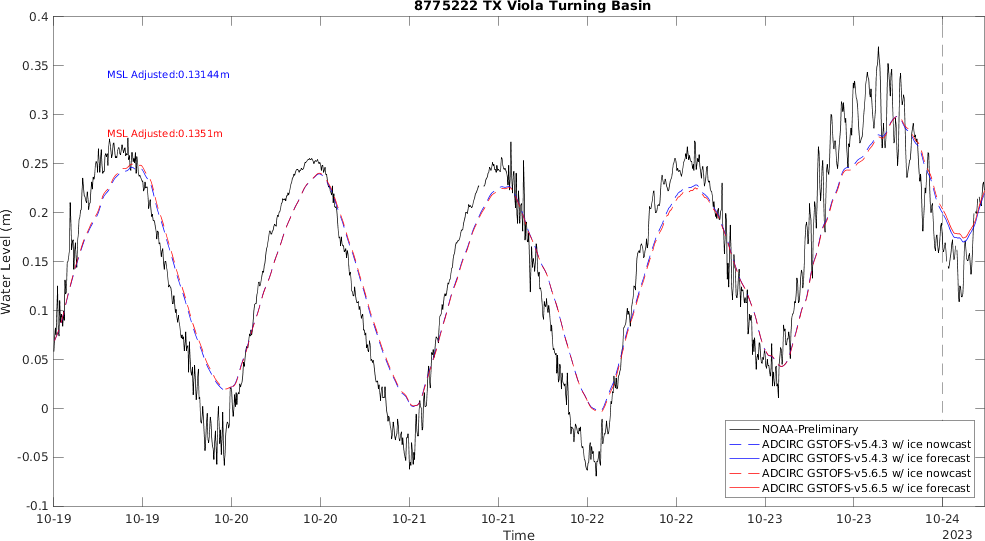 8775222 TX Viola Turning Basin
0.4
0.35
0.3
0.25
0.2
0.15
0.1
0.05
0
-0.05
-0.1
Water Level (m)
MSL Adjusted:0.13144m
MSL Adjusted:0.1351m
NOAA-Preliminary
ADCIRC GSTOFS-v5.4.3 w/ ice nowcast
ADCIRC GSTOFS-v5.4.3 w/ ice forecast
ADCIRC GSTOFS-v5.6.5 w/ ice nowcast
ADCIRC GSTOFS-v5.6.5 w/ ice forecast
10-19 10-19 10-20 10-20 10-21 10-21 10-22 10-22 10-23 10-23 10-24
Time
2023